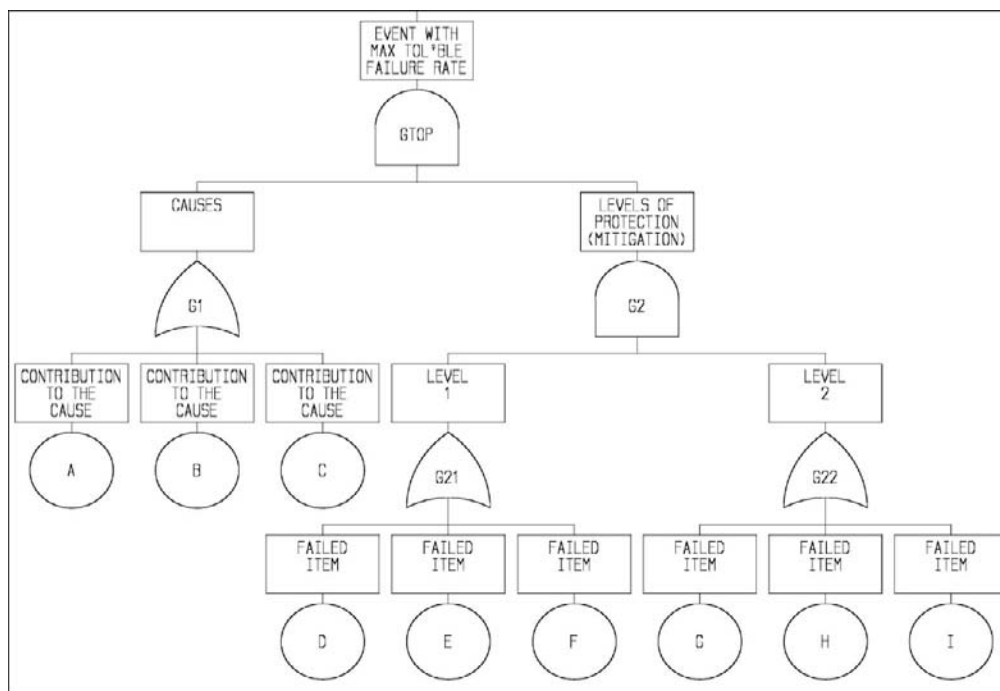 EVENT WITH
MAX TOL'BLE
FAILURE RATE
GTOP
CAUSES
LEVELS OF
PROTECTION
(MITIGATION)
G1
G2
CONTRIBUTION
TO THE
CAUSE
CONTRIBUTION
TO THE
CAUSE
CONTRIBUTION
TO THE
CAUSE
LEVEL
1
LEVEL
2
A
B
C
G21
G22
FAILED
ITEM
FAILED
ITEM
FAILED
ITEM
FAILED
ITEM
FAILED
ITEM
FAILED
ITEM
D
E
F
G
H
I